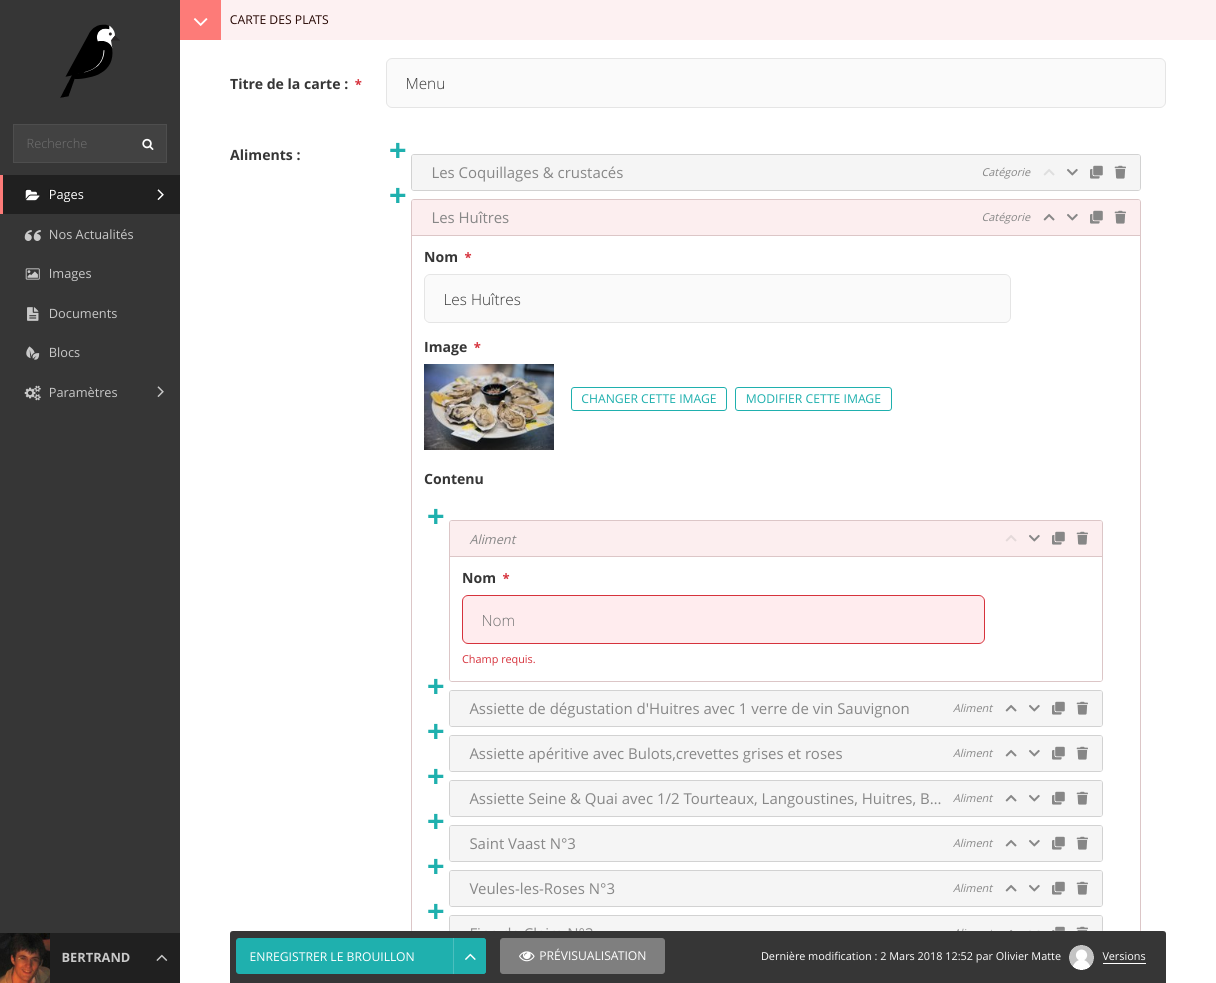 CARTE DES PLATS
Titre de la carte : *
Menu
Recherche
Pages
Nos Actualités
Images
Documents
Blocs
Paramètres
Aliments :
Les Coquillages & crustacés
Catégorie
Les Huîtres
Catégorie
Nom *
Les Huîtres
Image *
CHANGER CETTE IMAGE
MODIFIER CETTE IMAGE
Contenu
Aliment
Nom *
Nom
Champ requis.
Assiette de dégustation d'Huitres avec 1 verre de vin Sauvignon
Aliment
Assiette apéritive avec Bulots,crevettes grises et roses
Aliment
Assiette Seine & Quai avec 1/2 Tourteaux, Langoustines, Huitres, B...
Aliment
Saint Vaast N°3
Aliment
Veules-les-Roses N°3
Aliment
BERTRAND
ENREGISTRER LE BROUILLON
PRÉVISUALISATION
Dernière modification : 2 Mars 2018 12:52 par Olivier Matte
Versions